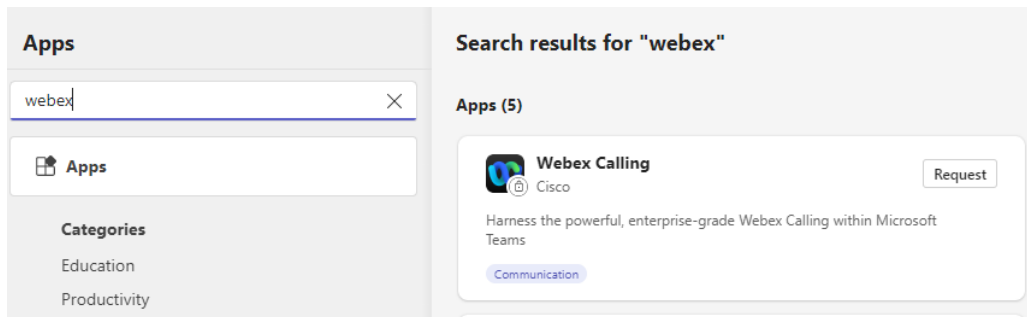 Apps
webex
Apps
Categories
Education
Productivity
Search results for "webex"
Apps (5)
Webex Calling
Cisco
Request
Harness the powerful, enterprise-grade Webex Calling within Microsoft
Teams
Communication